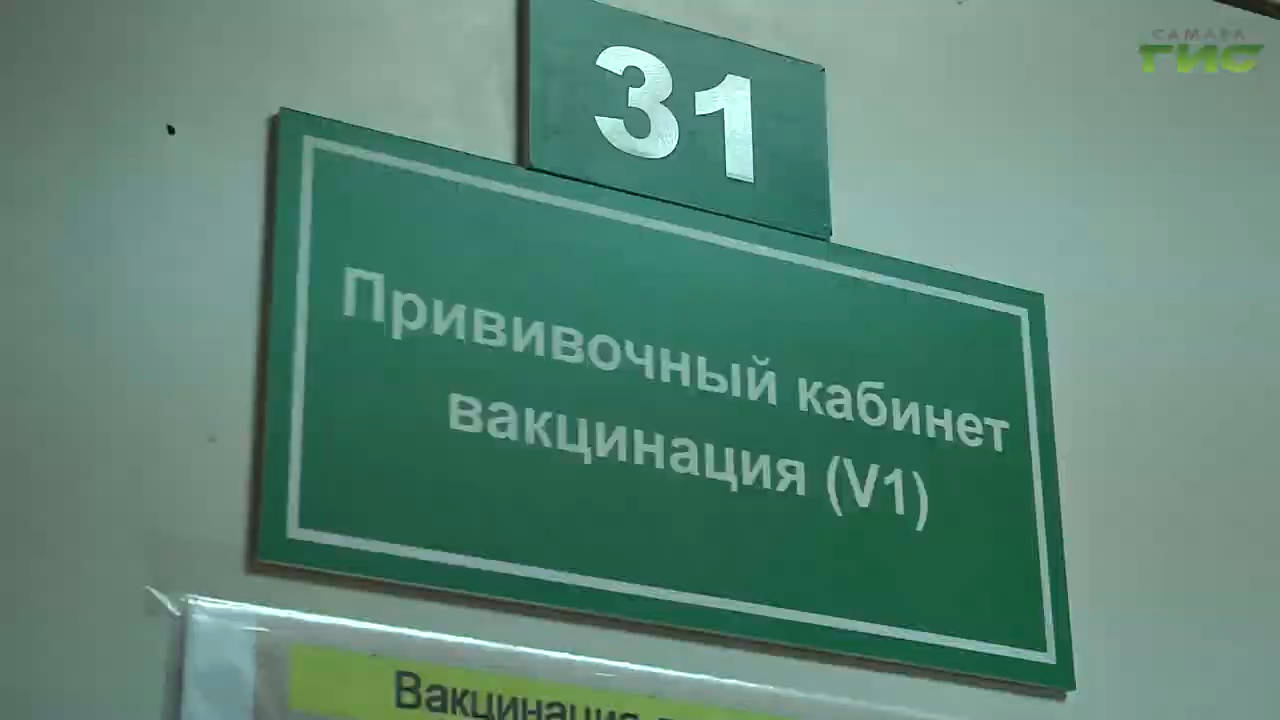 САМАРА
ГИС
31
Прививочный кабинет
вакцинация (V1)
Вакцинация